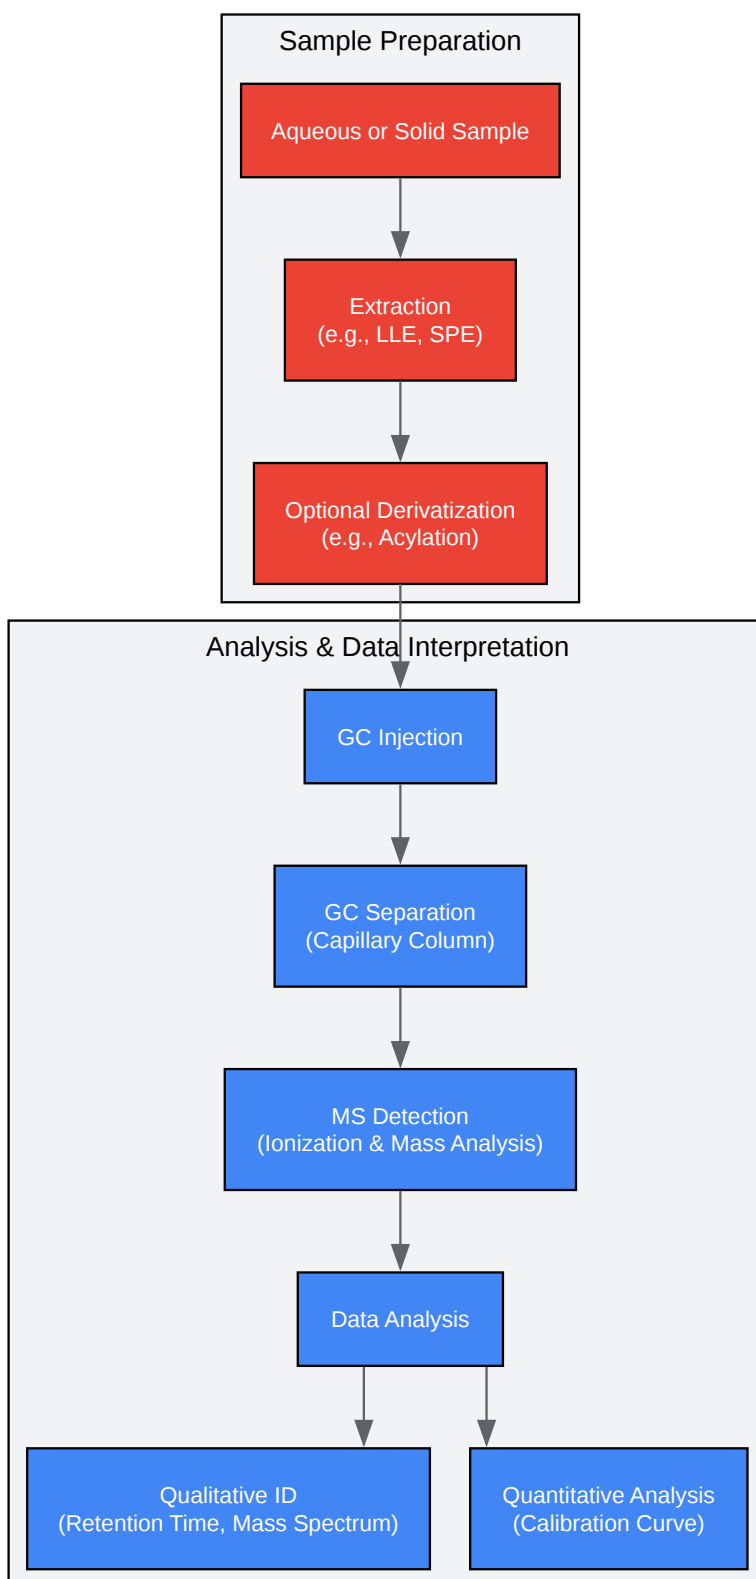 Sample Preparation
Aqueous or Solid Sample
Extraction
(e.g., LLE, SPE)
Optional Derivatization
(e.g., Acylation)
Analysis & Data Interpretation
GC Injection
GC Separation
(Capillary Column)
MS Detection
(Ionization & Mass Analysis)
Data Analysis
Qualitative ID
(Retention Time, Mass Spectrum)
Quantitative Analysis
(Calibration Curve)